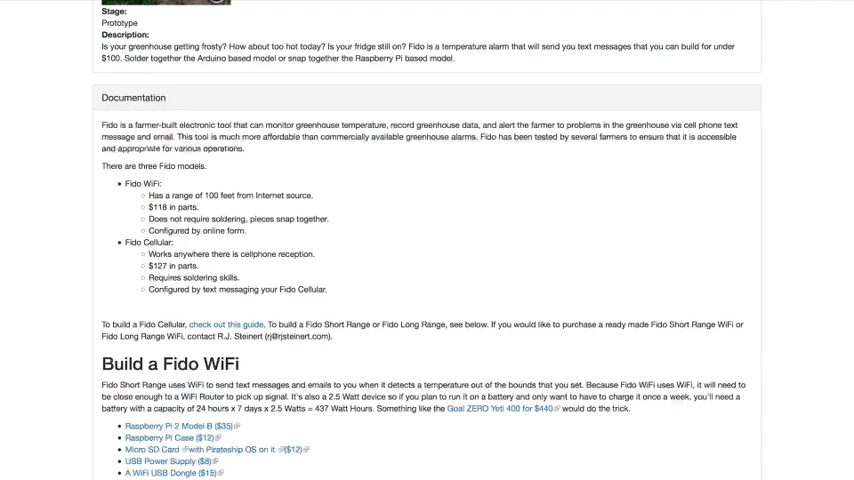 Stage:
Prototype
Description:
Is your greenhouse getting frosty? How about too hot today? Is your fridge still on? Fido is a temperature alarm that will send you text messages that you can build for under
$100. Solder together the Arduino based model or snap together the Raspberry Pi based model.
Documentation
Fido is a farmer-built electronic tool that can monitor greenhouse temperature, record greenhouse data, and alert the farmer to problems in the greenhouse via cell phone text
message and email. This tool is much more affordable than commercially available greenhouse alarms. Fido has been tested by several farmers to ensure that it is accessible
and appropriate for various operations.
There are three Fido models.
• Fido WiFi:
○ Has a range of 100 feet from Internet source.
○ $118 in parts.
○ Does not require soldering, pieces snap together.
○ Configured by online form.
• Fido Cellular:
○ Works anywhere there is cellphone reception.
○ $127 in parts.
○ Requires soldering skills.
○ Configured by text messaging your Fido Cellular.
To build a Fido Cellular, check out this guide. To build a Fido Short Range or Fido Long Range, see below. If you would like to purchase a ready made Fido Short Range WiFi or
Fido Long Range WiFi, contact R.J. Steinert (rj@rjsteinert.com).
Build a Fido WiFi
Fido Short Range uses WiFi to send text messages and emails to you when it detects a temperature out of the bounds that you set. Because Fido WiFi uses WiFi, it will need to
be close enough to a WiFi Router to pick up signal. It's also a 2.5 Watt device so if you plan to run it on a battery and only want to have to charge it once a week, you'll need a
battery with a capacity of 24 hours x 7 days x 2.5 Watts = 437 Watt Hours. Something like the Goal ZERO Yeti 400 for $440 would do the trick.
• Raspberry Pi 2 Model B ($35)
• Raspberry Pi Case ($12)
• Micro SD Card with Pirateship OS on it ($12)
• USB Power Supply ($8)
• A WiFi USB Dongle ($15)